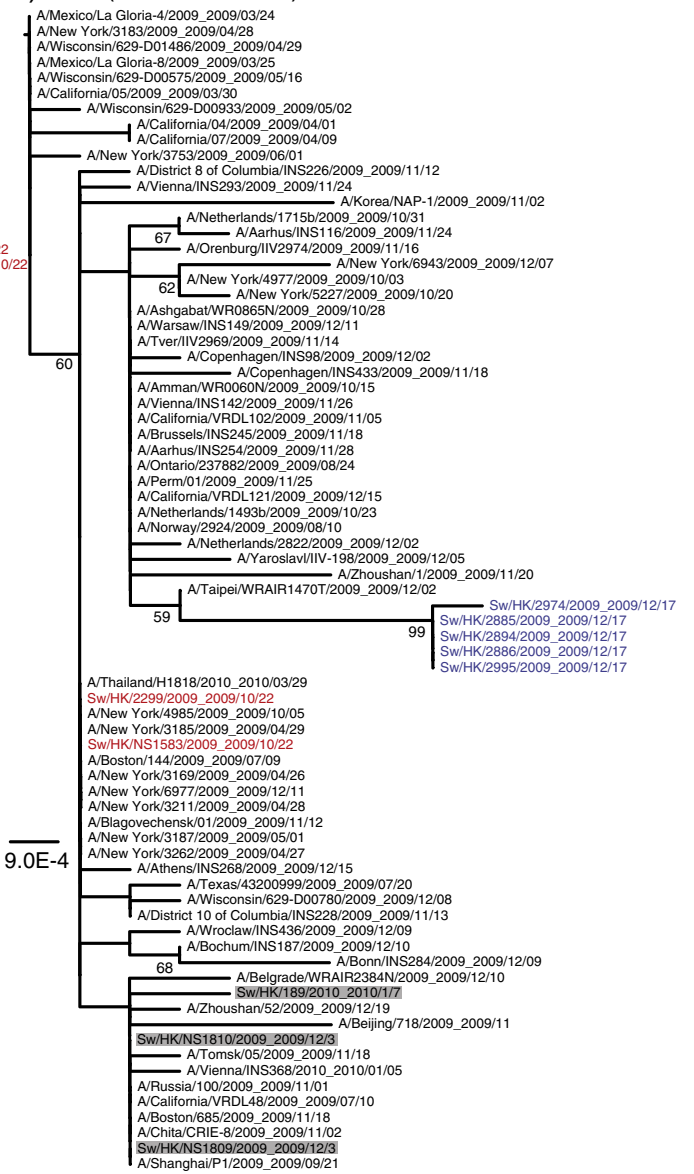 A/Mexico/La Gloria-4/2009_2009/03/24
A/New York/3183/2009_2009/04/28
A/Wisconsin/629-D01486/2009_2009/04/29
A/Mexico/La Gloria-8/2009_2009/03/25
A/Wisconsin/629-D00575/2009_2009/05/16
A/California/05/2009_2009/03/30
A/Wisconsin/629-D00933/2009_2009/05/02
A/California/04/2009_2009/04/01
A/California/07/2009_2009/04/09
A/New York/3753/2009_2009/06/01
A/District 8 of Columbia/INS226/2009_2009/11/12
A/Vienna/INS293/2009_2009/11/24
A/Korea/NAP-1/2009_2009/11/02
A/Netherlands/1715b/2009_2009/10/31
A/Aarhus/INS116/2009_2009/11/24
67
A/Orenburg/IIV2974/2009_2009/11/16
2
0/22
A/New York/6943/2009_2009/12/07
A/New York/4977/2009_2009/10/03
62
A/New York/5227/2009_2009/10/20
A/Ashgabat/WR0865N/2009_2009/10/28
A/Warsaw/INS149/2009_2009/12/11
A/Tver/IIV2969/2009_2009/11/14
A/Copenhagen/INS98/2009_2009/12/02
60
A/Copenhagen/INS433/2009_2009/11/18
A/Amman/WR0060N/2009_2009/10/15
A/Vienna/INS142/2009_2009/11/26
A/California/VRDL102/2009_2009/11/05
A/Brussels/INS245/2009_2009/11/18
A/Aarhus/INS254/2009_2009/11/28
A/Ontario/237882/2009_2009/08/24
A/Perm/01/2009_2009/11/25
A/California/VRDL121/2009_2009/12/15
A/Netherlands/1493b/2009_2009/10/23
A/Norway/2924/2009_2009/08/10
A/Netherlands/2822/2009_2009/12/02
A/Yaroslavl/IIV-198/2009_2009/12/05
A/Zhoushan/1/2009_2009/11/20
A/Taipei/WRAIR1470T/2009_2009/12/02
Sw/HK/2974/2009_2009/12/17
59
Sw/HK/2885/2009_2009/12/17
99
Sw/HK/2894/2009_2009/12/17
Sw/HK/2886/2009_2009/12/17
Sw/HK/2995/2009_2009/12/17
A/Thailand/H1818/2010_2010/03/29
Sw/HK/2299/2009_2009/10/22
A/New York/4985/2009_2009/10/05
A/New York/3185/2009_2009/04/29
Sw/HK/NS1583/2009_2009/10/22
A/Boston/144/2009_2009/07/09
A/New York/3169/2009_2009/04/26
A/New York/6977/2009_2009/12/11
A/New York/3211/2009_2009/04/28
A/Blagovechensk/01/2009_2009/11/12
A/New York/3187/2009_2009/05/01
A/New York/3262/2009_2009/04/27
9.0E-4
A/Athens/INS268/2009_2009/12/15
A/Texas/43200999/2009_2009/07/20
A/Wisconsin/629-D00780/2009_2009/12/08
A/District 10 of Columbia/INS228/2009_2009/11/13
A/Wroclaw/INS436/2009_2009/12/09
A/Bochum/INS187/2009_2009/12/10
A/Bonn/INS284/2009_2009/12/09
68
A/Belgrade/WRAIR2384N/2009_2009/12/10
Sw/HK/189/2010_2010/1/7
A/Zhoushan/52/2009_2009/12/19
A/Beijing/718/2009_2009/11
Sw/HK/NS1810/2009_2009/12/3
A/Tomsk/05/2009_2009/11/18
A/Vienna/INS368/2010_2010/01/05
A/Russia/100/2009_2009/11/01
A/California/VRDL48/2009_2009/07/10
A/Boston/685/2009_2009/11/18
A/Chita/CRIE-8/2009_2009/11/02
Sw/HK/NS1809/2009_2009/12/3
A/Shanghai/P1/2009_2009/09/21